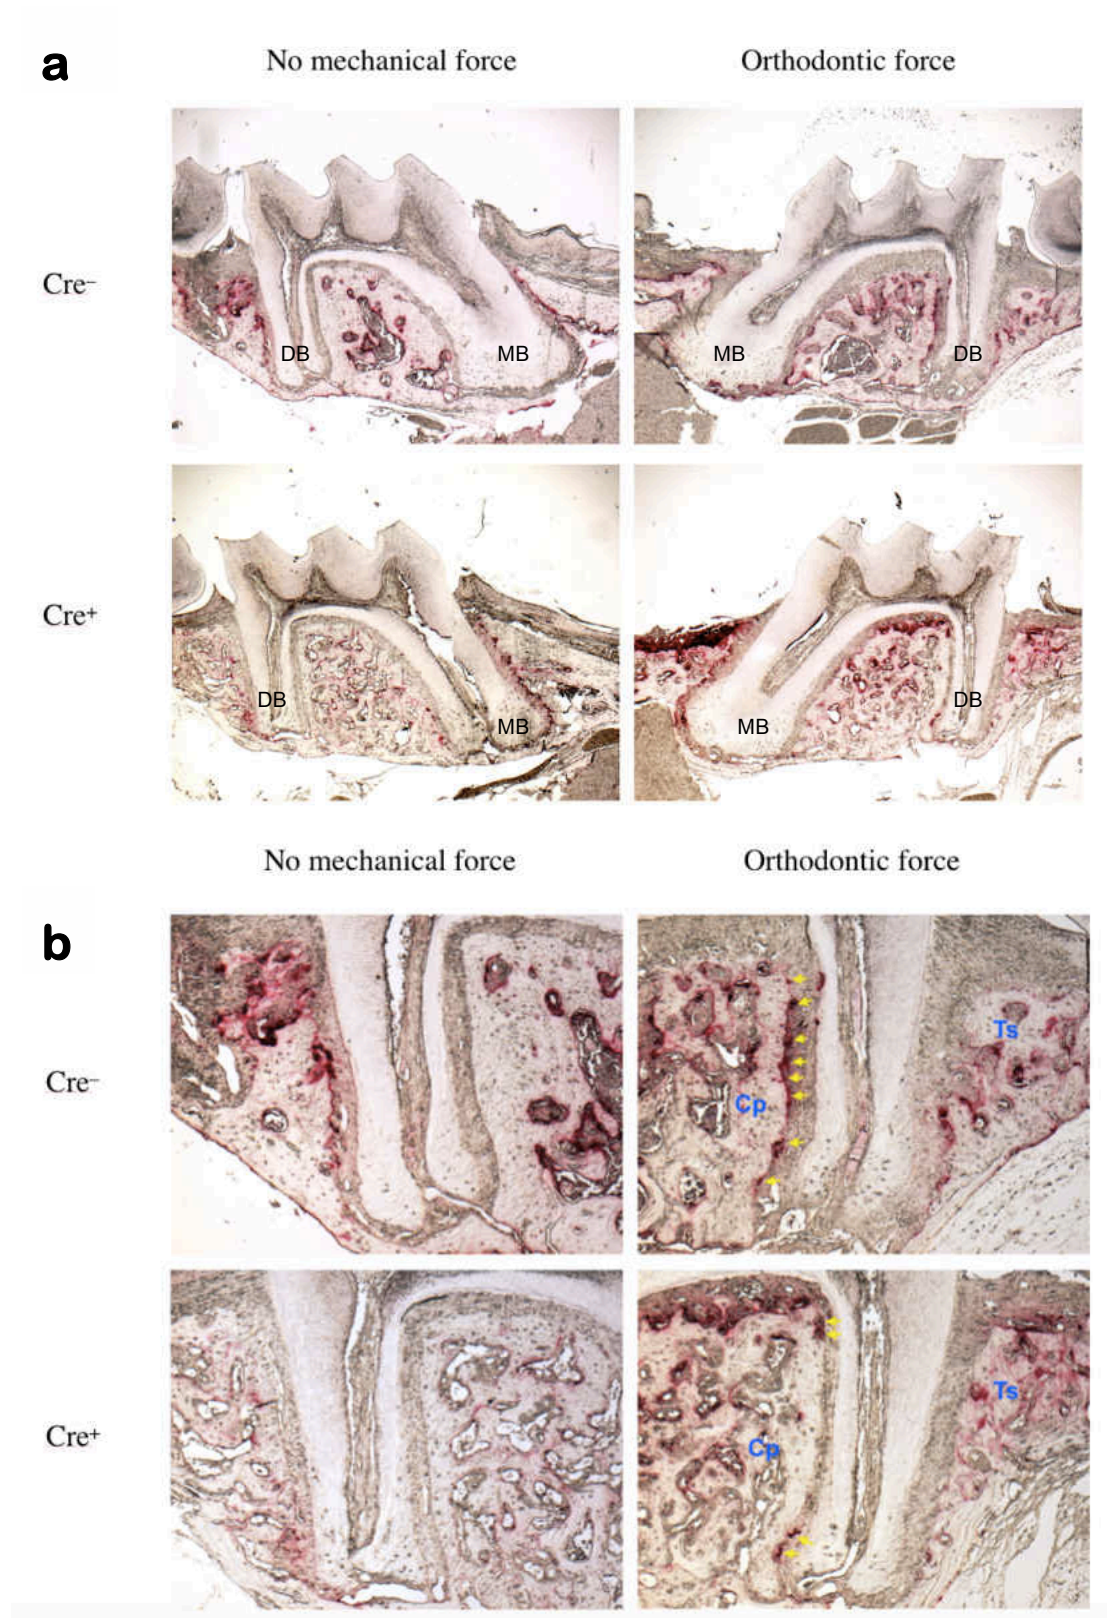 a
No mechanical force
Orthodontic force
Cre⁻
DB
MB
MB
DB
Cre⁺
DB
MB
MB
DB
No mechanical force
Orthodontic force
b
Cre⁻
Cp
Ts
Cre⁺
Cp
Ts